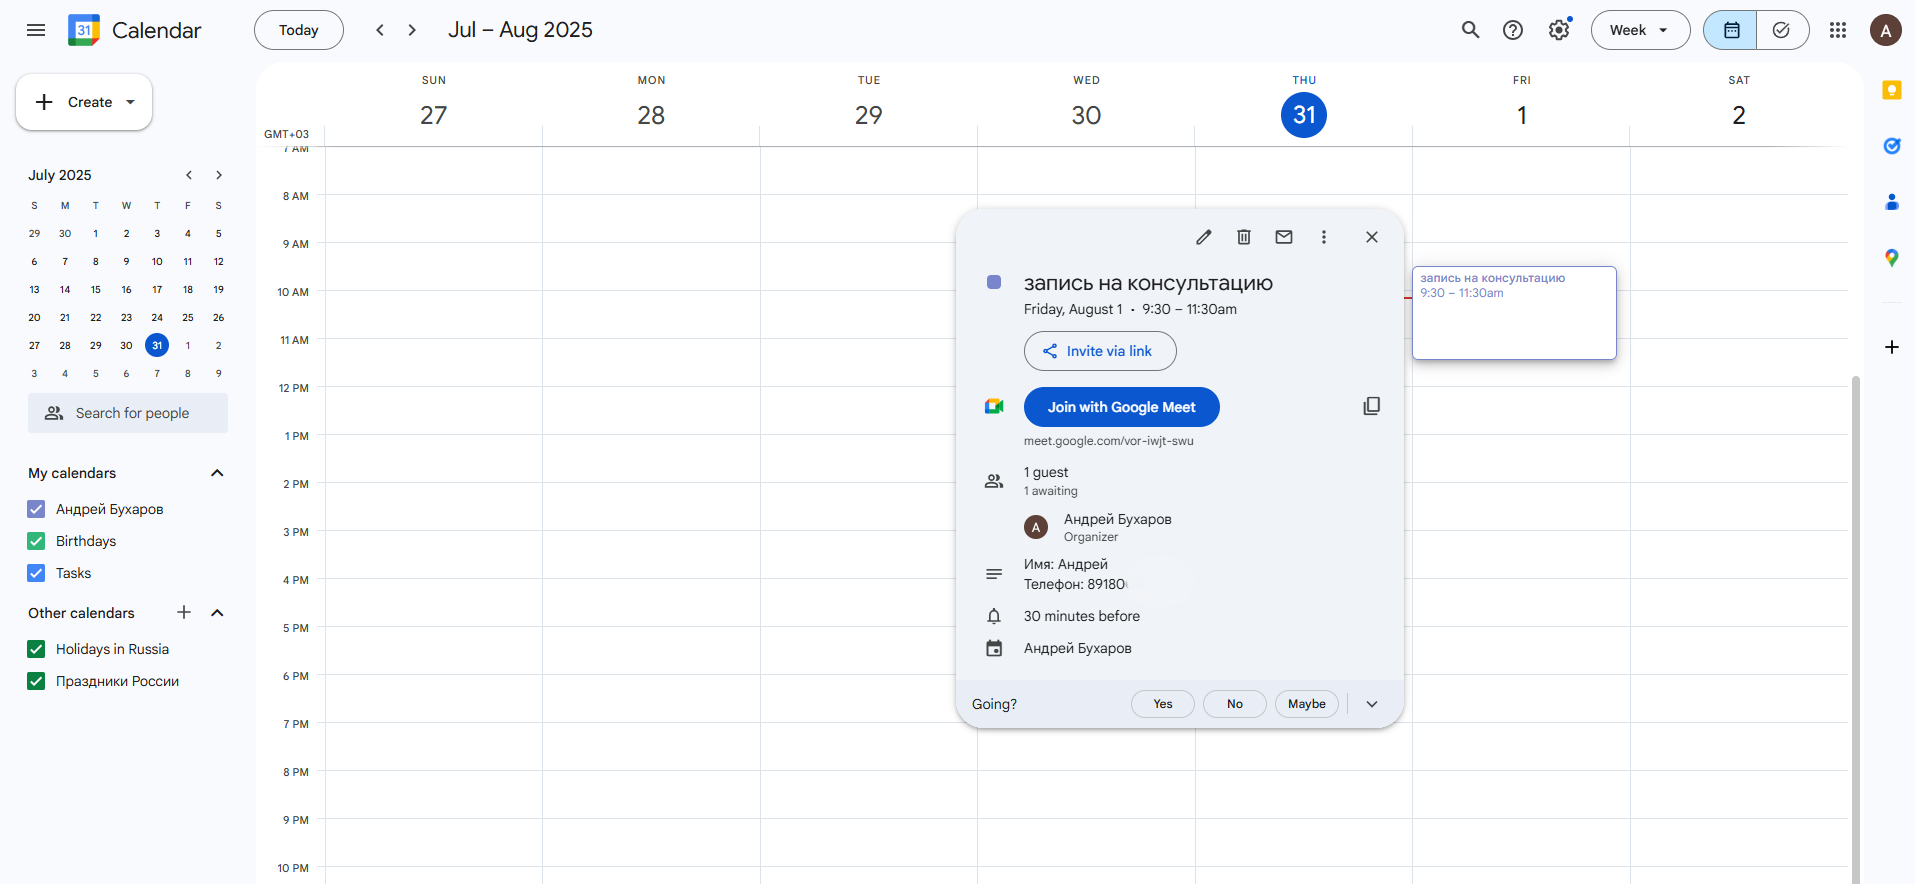 Calendar
Today
Jul – Aug 2025
Week
A
Create
July 2025
S M T W T F S
29 30 1 2 3 4 5
6 7 8 9 10 11 12
13 14 15 16 17 18 19
20 21 22 23 24 25 26
27 28 29 30 31 1 2
3 4 5 6 7 8 9
Search for people
My calendars
Андрей Бухаров
Birthdays
Tasks
Other calendars
Holidays in Russia
Праздники России
SUN MON TUE WED THU FRI SAT
27 28 29 30 31 1 2
GMT+03
7 AM
8 AM
9 AM
10 AM
11 AM
12 PM
1 PM
2 PM
3 PM
4 PM
5 PM
6 PM
7 PM
8 PM
9 PM
10 PM
запись на консультацию
Friday, August 1 • 9:30 – 11:30am
Invite via link
Join with Google Meet
meet.google.com/vor-iwjt-swu
1 guest
1 awaiting
A
Андрей Бухаров
Organizer
Имя: Андрей
Телефон: 89180
30 minutes before
Андрей Бухаров
Going?
Yes No Maybe
запись на консультацию
9:30 – 11:30am
31